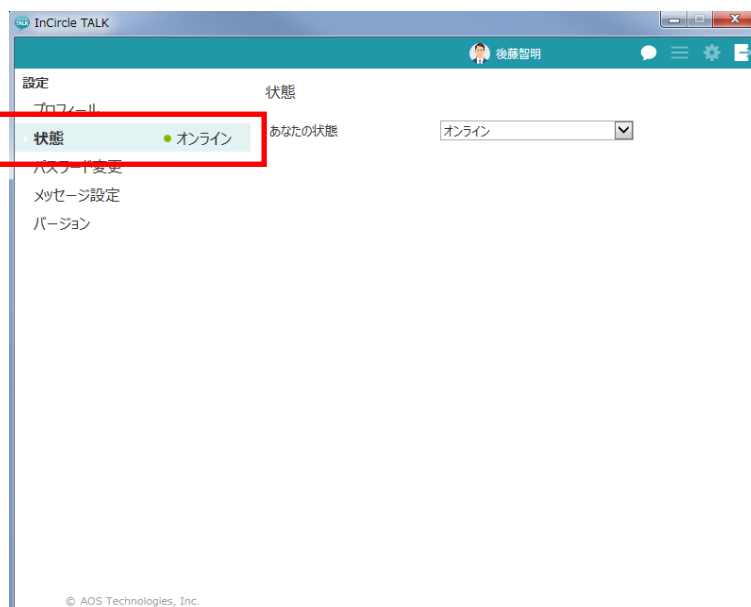 InCircle TALK
後藤智明
設定
プロフィール
状態 オンライン
パスワード変更
メッセージ設定
バージョン
状態
あなたの状態 オンライン
© AOS Technologies, Inc.